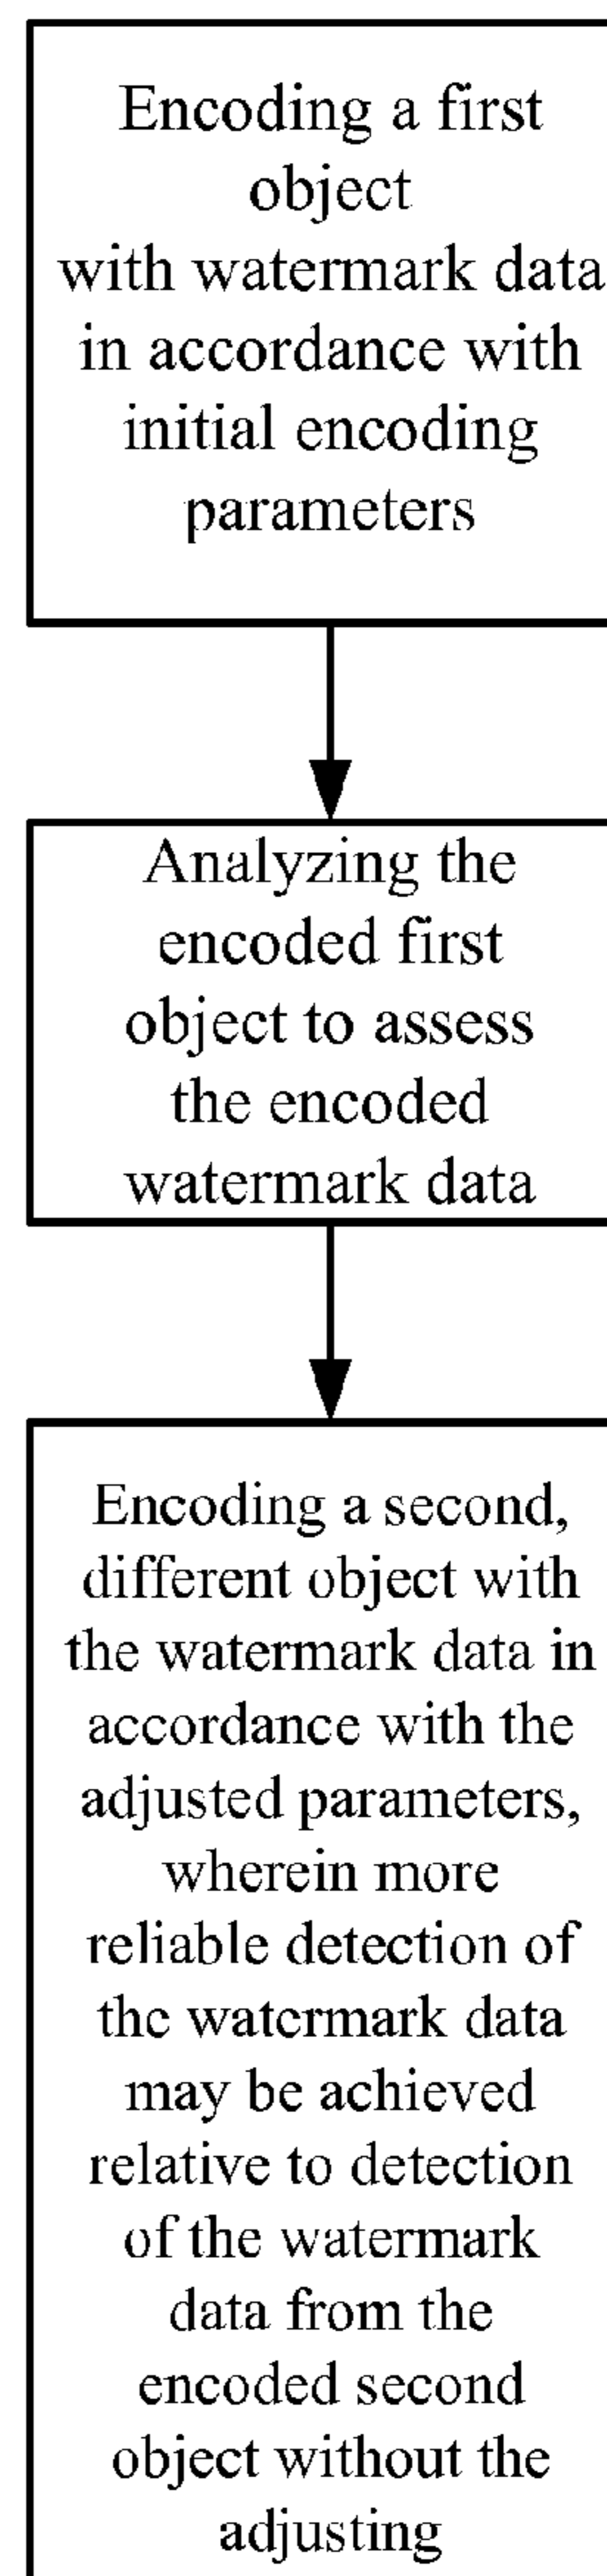 Encoding a first
object
with watermark data
in accordance with
initial encoding
parameters
Analyzing the
encoded first
object to assess
the encoded
watermark data
Encoding a second,
different object with
the watermark data in
accordance with the
adjusted parameters,
wherein more
reliable detection of
the watermark data
may be achieved
relative to detection
of the watermark
data from the
encoded second
object without the
adjusting